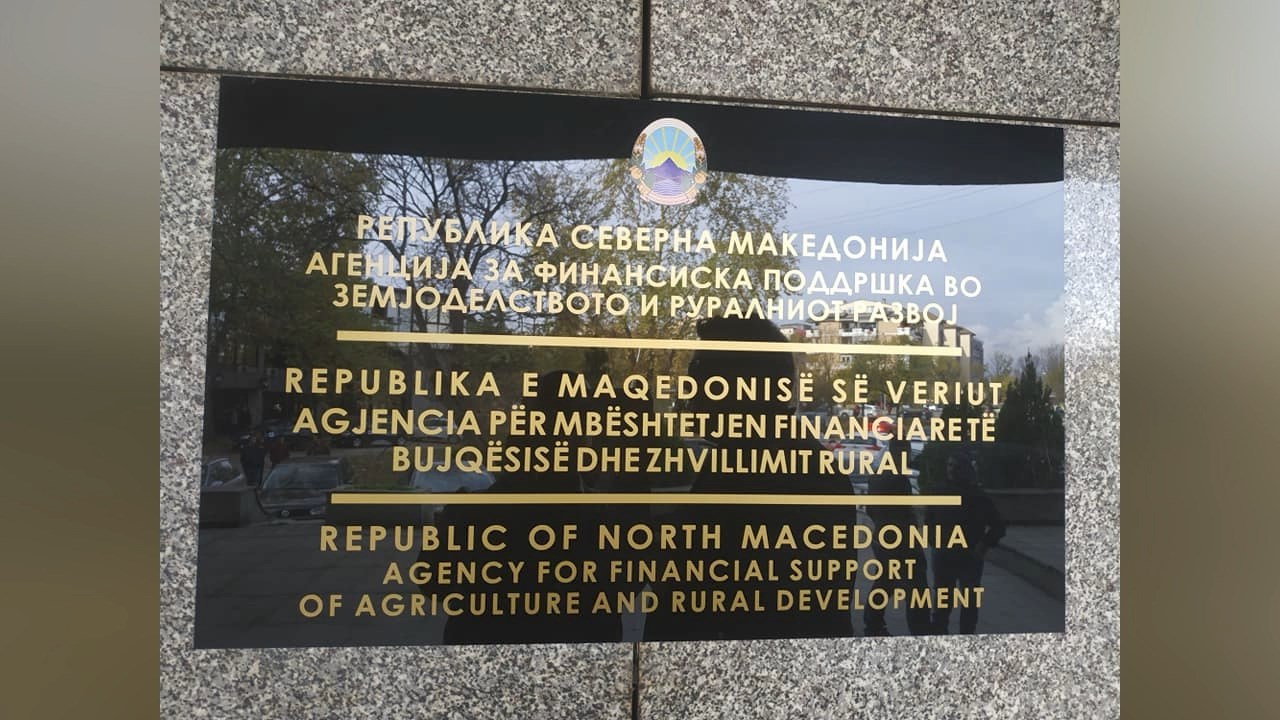 РЕПУБЛИКА СЕВЕРНА МАКЕДОНИЈА
АГЕНЦИЈА ЗА ФИНАНСИСКА ПОДДРШКА ВО
ЗЕМЈОДЕЛСТВОТО И РУРАЛНИОТ РАЗВОЈ
REPUBLIKA E MAQEDONISË SË VERIUT
AGJENCIA PËR MBËSHTETJEN FINANCIARE TË
BUJQËSISË DHE ZHVILLIMIT RURAL
REPUBLIC OF NORTH MACEDONIA
AGENCY FOR FINANCIAL SUPPORT
OF AGRICULTURE AND RURAL DEVELOPMENT